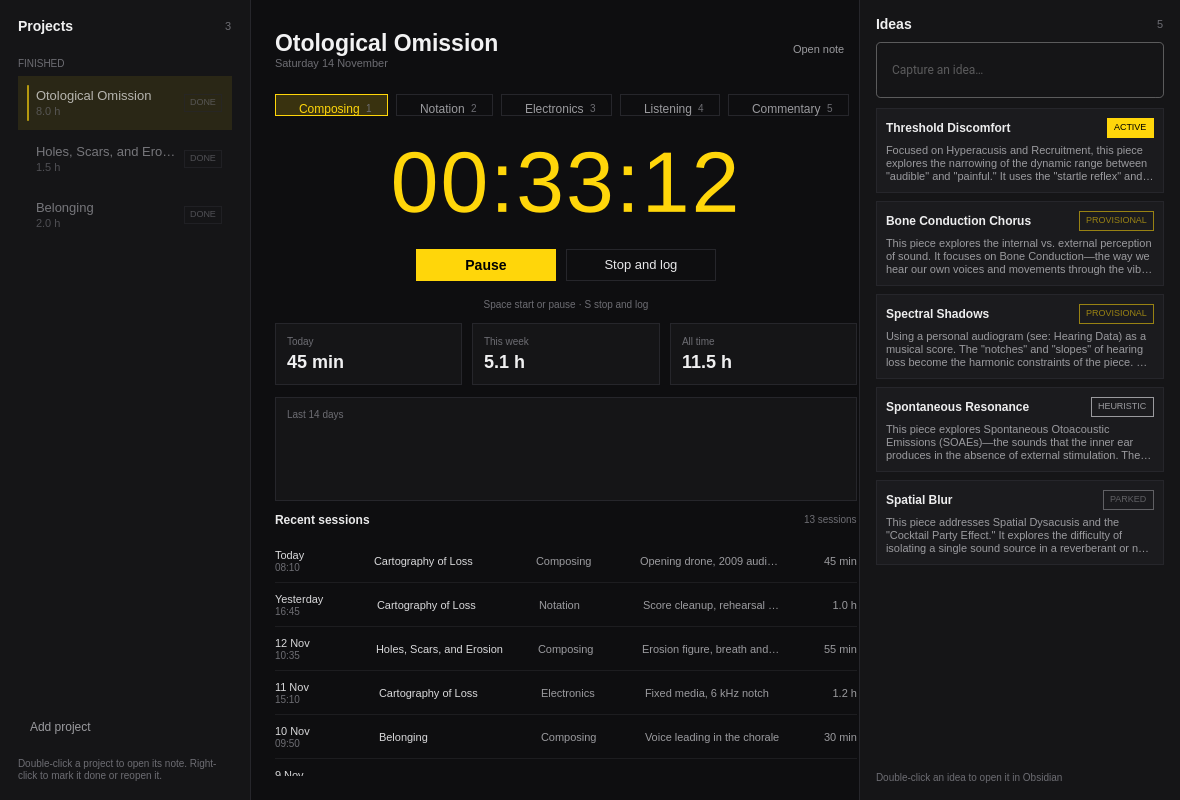 Projects 3
FINISHED
Otological Omission
8.0 h
DONE
Holes, Scars, and Ero…
1.5 h
DONE
Belonging
2.0 h
DONE
Add project
Double-click a project to open its note. Right-
click to mark it done or reopen it.
Otological Omission
Saturday 14 November
Open note
Composing 1 Notation 2 Electronics 3 Listening 4 Commentary 5
00:33:12
Pause Stop and log
Space start or pause · S stop and log
Today
45 min
This week
5.1 h
All time
11.5 h
Last 14 days
Recent sessions 13 sessions
Today
08:10
Cartography of Loss Composing Opening drone, 2009 audi… 45 min
Yesterday
16:45
Cartography of Loss Notation Score cleanup, rehearsal … 1.0 h
12 Nov
10:35
Holes, Scars, and Erosion Composing Erosion figure, breath and… 55 min
11 Nov
15:10
Cartography of Loss Electronics Fixed media, 6 kHz notch 1.2 h
10 Nov
09:50
Belonging Composing Voice leading in the chorale 30 min
9 Nov
Ideas 5
Capture an idea…
Threshold Discomfort ACTIVE
Focused on Hyperacusis and Recruitment, this piece
explores the narrowing of the dynamic range between
"audible" and "painful." It uses the "startle reflex" and…
Bone Conduction Chorus PROVISIONAL
This piece explores the internal vs. external perception
of sound. It focuses on Bone Conduction—the way we
hear our own voices and movements through the vib…
Spectral Shadows PROVISIONAL
Using a personal audiogram (see: Hearing Data) as a
musical score. The "notches" and "slopes" of hearing
loss become the harmonic constraints of the piece. …
Spontaneous Resonance HEURISTIC
This piece explores Spontaneous Otoacoustic
Emissions (SOAEs)—the sounds that the inner ear
produces in the absence of external stimulation. The…
Spatial Blur PARKED
This piece addresses Spatial Dysacusis and the
"Cocktail Party Effect." It explores the difficulty of
isolating a single sound source in a reverberant or n…
Double-click an idea to open it in Obsidian